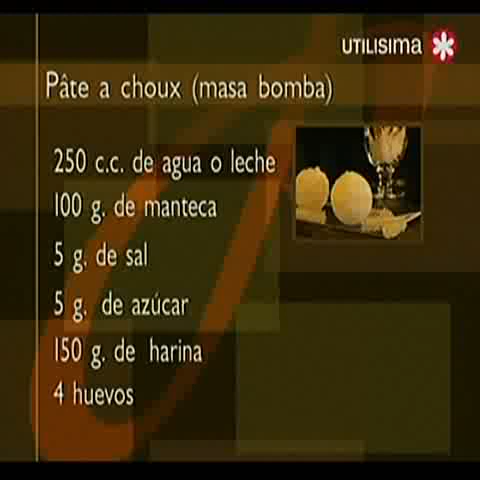 UTILISIMA
Pâte a choux (masa bomba)
250 c.c. de agua o leche
100 g. de manteca
5 g. de sal
5 g. de azúcar
150 g. de harina
4 huevos